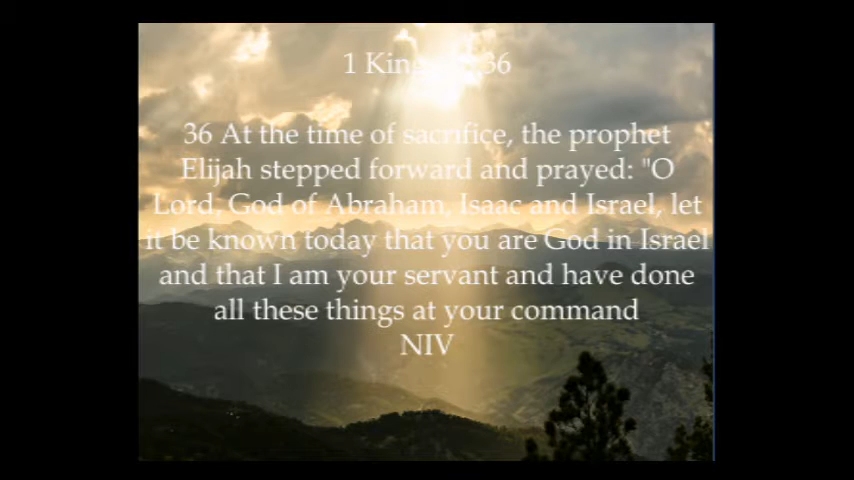 1 Kin 36
36 At the time of sacrifice, the prophet
Elijah stepped forward and prayed: "O
Lord, God of Abraham, Isaac and Israel, let
it be known today that you are God in Israel
and that I am your servant and have done
all these things at your command
NIV